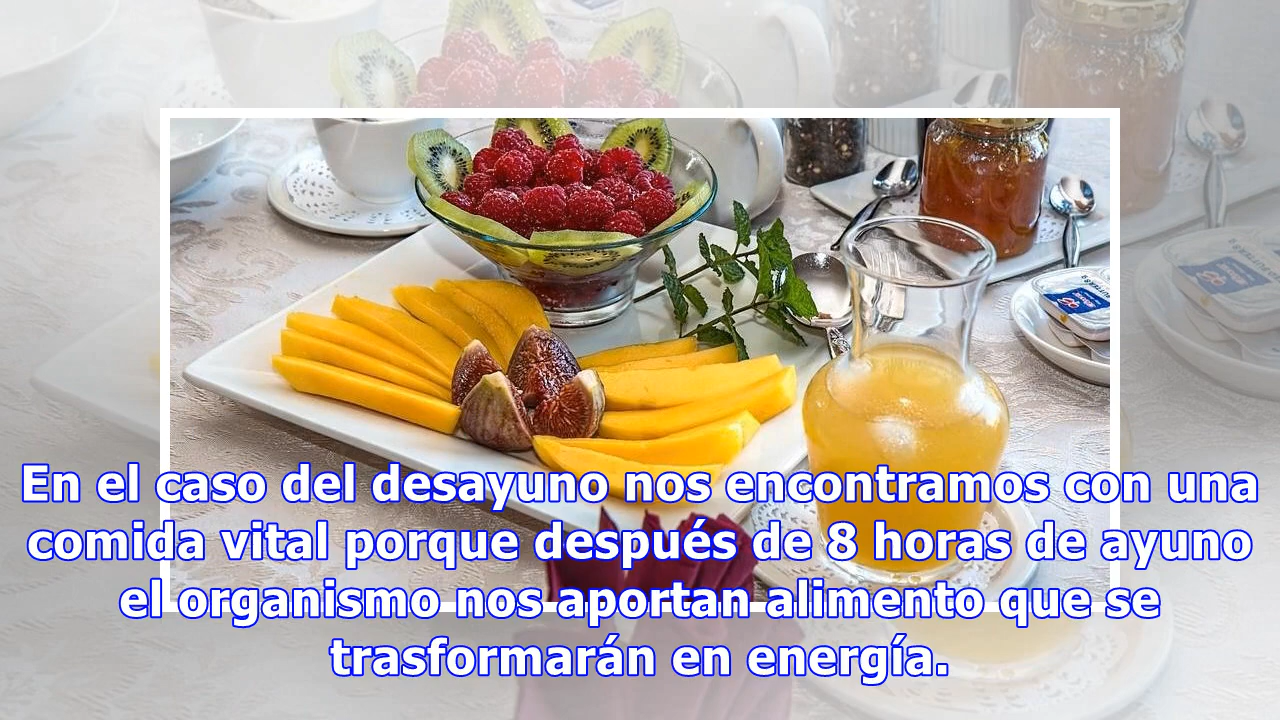 En el caso del desayuno nos encontramos con una
comida vital porque después de 8 horas de ayuno
el organismo nos aportan alimento que se
trasformarán en energía.